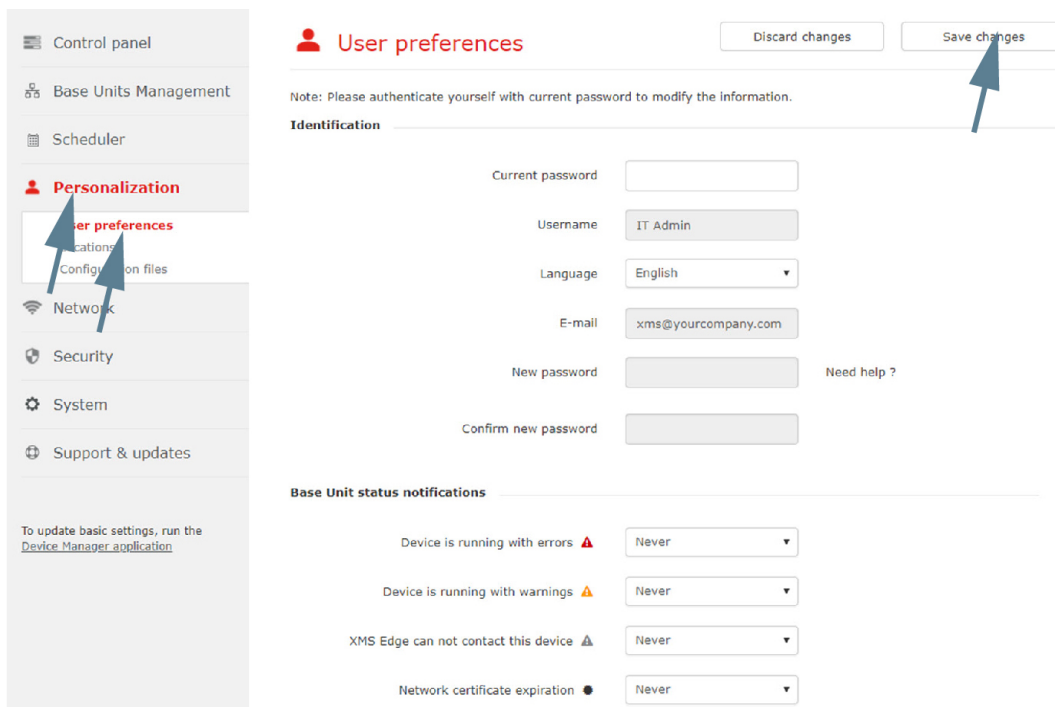 Control panel
Base Units Management
Scheduler
Personalization
User preferences
Configuration files
Network
Security
System
Support & updates
To update basic settings, run the
Device Manager application
User preferences
Discard changes
Save changes
Note: Please authenticate yourself with current password to modify the information.
Identification
Current password
Username
IT Admin
Language
English
E-mail
xms@yourcompany.com
New password
Need help ?
Confirm new password
Base Unit status notifications
Device is running with errors
Never
Device is running with warnings
Never
XMS Edge can not contact this device
Never
Network certificate expiration
Never